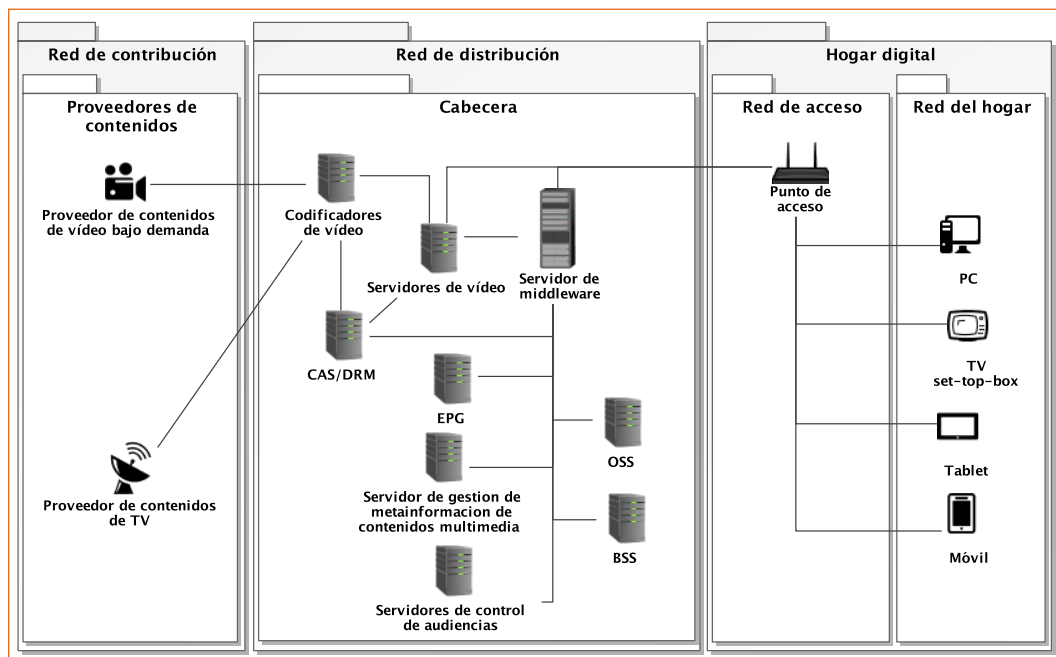 Red de contribución
Red de distribución
Hogar digital
Proveedores de
contenidos
Cabecera
Red de acceso
Red del hogar
Proveedor de contenidos
de vídeo bajo demanda
Codificadores
de vídeo
Servidores de vídeo
Servidor de
middleware
Punto de
acceso
PC
CAS/DRM
TV
set-top-box
EPG
OSS
Tablet
Proveedor de contenidos
de TV
Servidor de gestion de
metainformacion de
contenidos multimedia
BSS
Móvil
Servidores de control
de audiencias